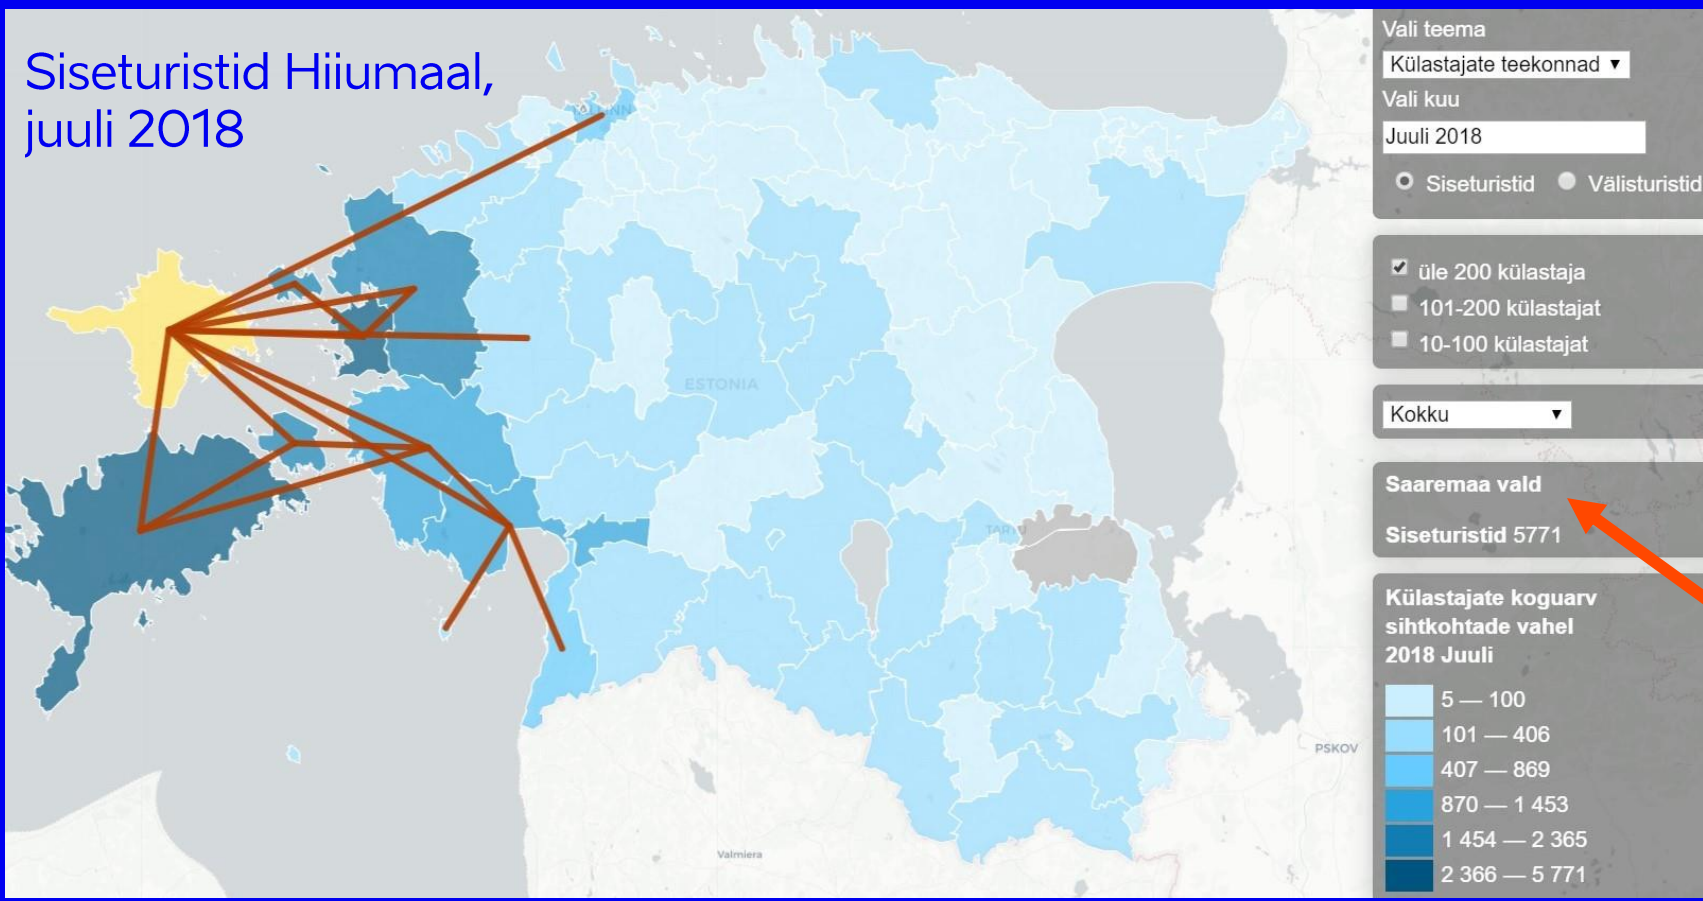 Siseturistid Hiiumaal,
juuli 2018
TALLINN
ESTONIA
TARTU
PSKOV
Valmiera
Vali teema
Külastajate teekonnad
Vali kuu
Juuli 2018
Siseturistid
Välisturistid
üle 200 külastaja
101-200 külastajat
10-100 külastajat
Kokku
Saaremaa vald
Siseturistid 5771
Külastajate koguarv
sihtkohtade vahel
2018 Juuli
5 — 100
101 — 406
407 — 869
870 — 1 453
1 454 — 2 365
2 366 — 5 771